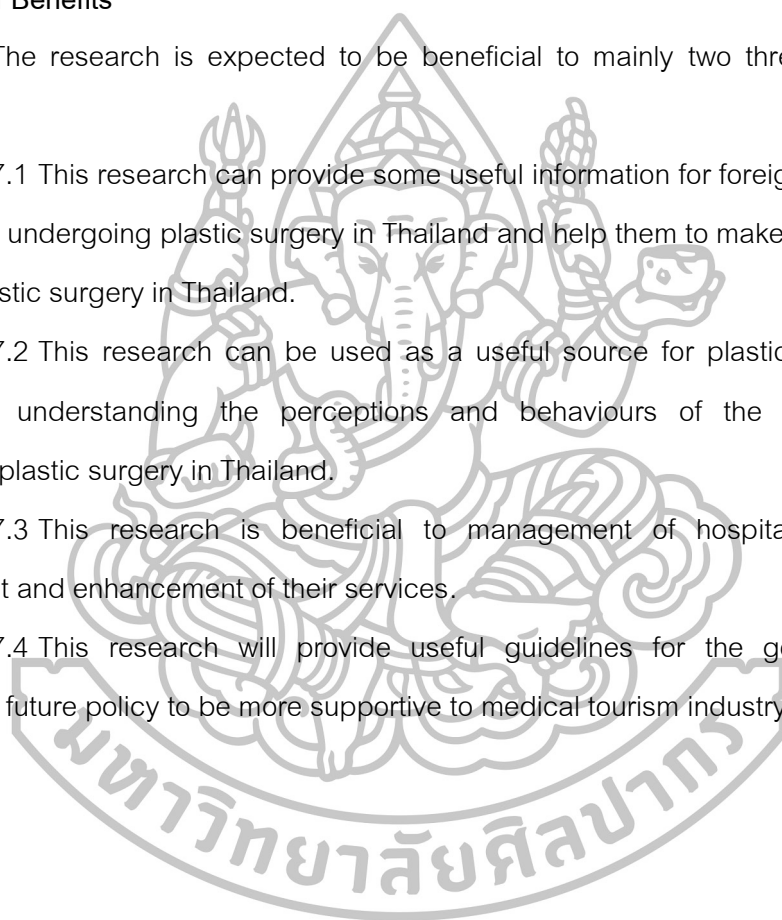 Benefits
The research is expected to be beneficial to mainly two thre
7.1 This research can provide some useful information for foreig
undergoing plastic surgery in Thailand and help them to make
stic surgery in Thailand.
7.2 This research can be used as a useful source for plastic
understanding the perceptions and behaviours of the
plastic surgery in Thailand.
7.3 This research is beneficial to management of hospita
t and enhancement of their services.
7.4 This research will provide useful guidelines for the g
future policy to be more supportive to medical tourism industry
มหาวิทยาลัยศิลปากร